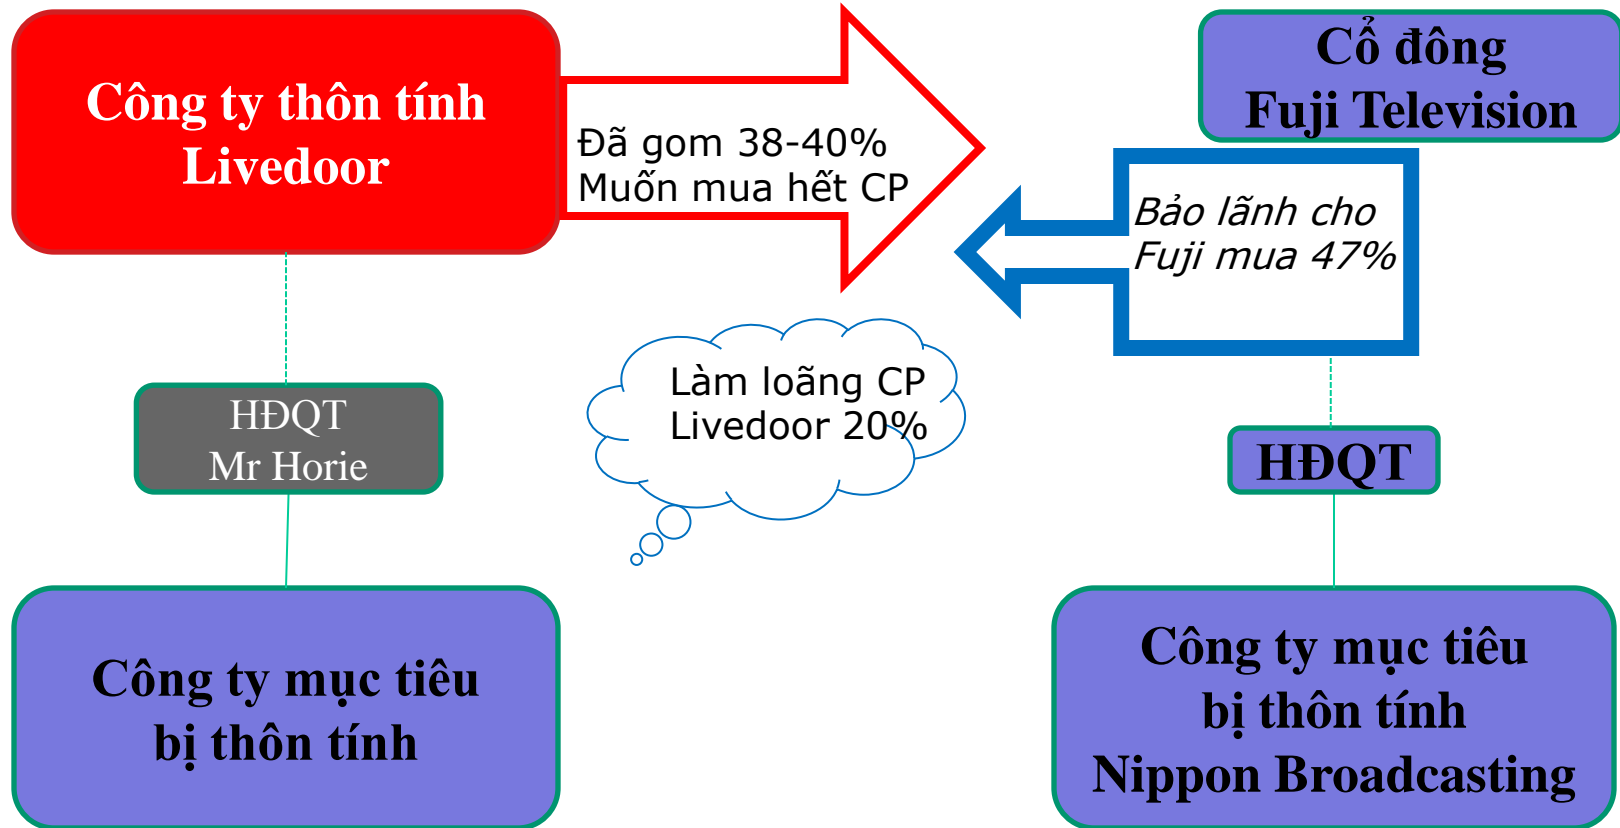 Công ty thôn tính
Livedoor
Đã gom 38-40%
Muốn mua hết CP
Cổ đông
Fuji Television
Bảo lãnh cho
Fuji mua 47%
Làm loãng CP
Livedoor 20%
HĐQT
Mr Horie
HĐQT
Công ty mục tiêu
bị thôn tính
Công ty mục tiêu
bị thôn tính
Nippon Broadcasting